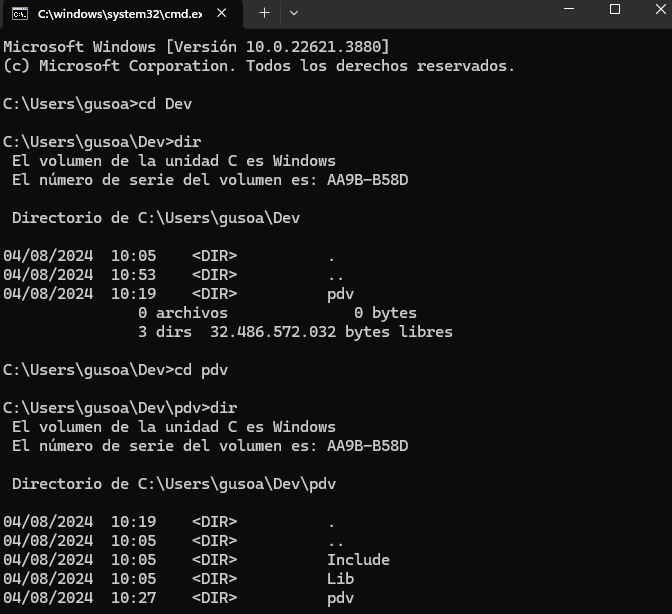 C:\windows\system32\cmd.ex
Microsoft Windows [Versión 10.0.22621.3880]
(c) Microsoft Corporation. Todos los derechos reservados.
C:\Users\gusoa>cd Dev
C:\Users\gusoa\Dev>dir
 El volumen de la unidad C es Windows
 El número de serie del volumen es: AA9B-B58D
 Directorio de C:\Users\gusoa\Dev
04/08/2024  10:05    <DIR>          .
04/08/2024  10:53    <DIR>          ..
04/08/2024  10:19    <DIR>          pdv
               0 archivos              0 bytes
               3 dirs  32.486.572.032 bytes libres
C:\Users\gusoa\Dev>cd pdv
C:\Users\gusoa\Dev\pdv>dir
 El volumen de la unidad C es Windows
 El número de serie del volumen es: AA9B-B58D
 Directorio de C:\Users\gusoa\Dev\pdv
04/08/2024  10:19    <DIR>          .
04/08/2024  10:05    <DIR>          ..
04/08/2024  10:05    <DIR>          Include
04/08/2024  10:05    <DIR>          Lib
04/08/2024  10:27    <DIR>          pdv